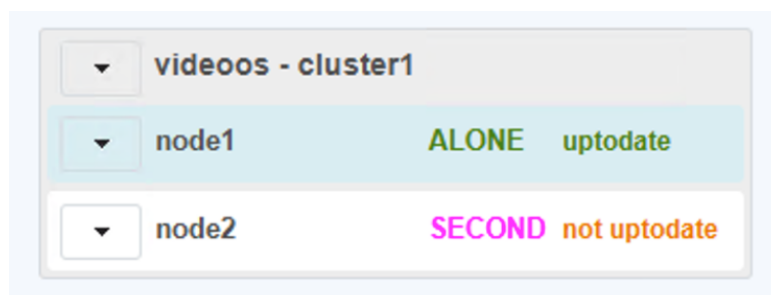 videoos - cluster1
node1 ALONE uptodate
node2 SECOND not uptodate